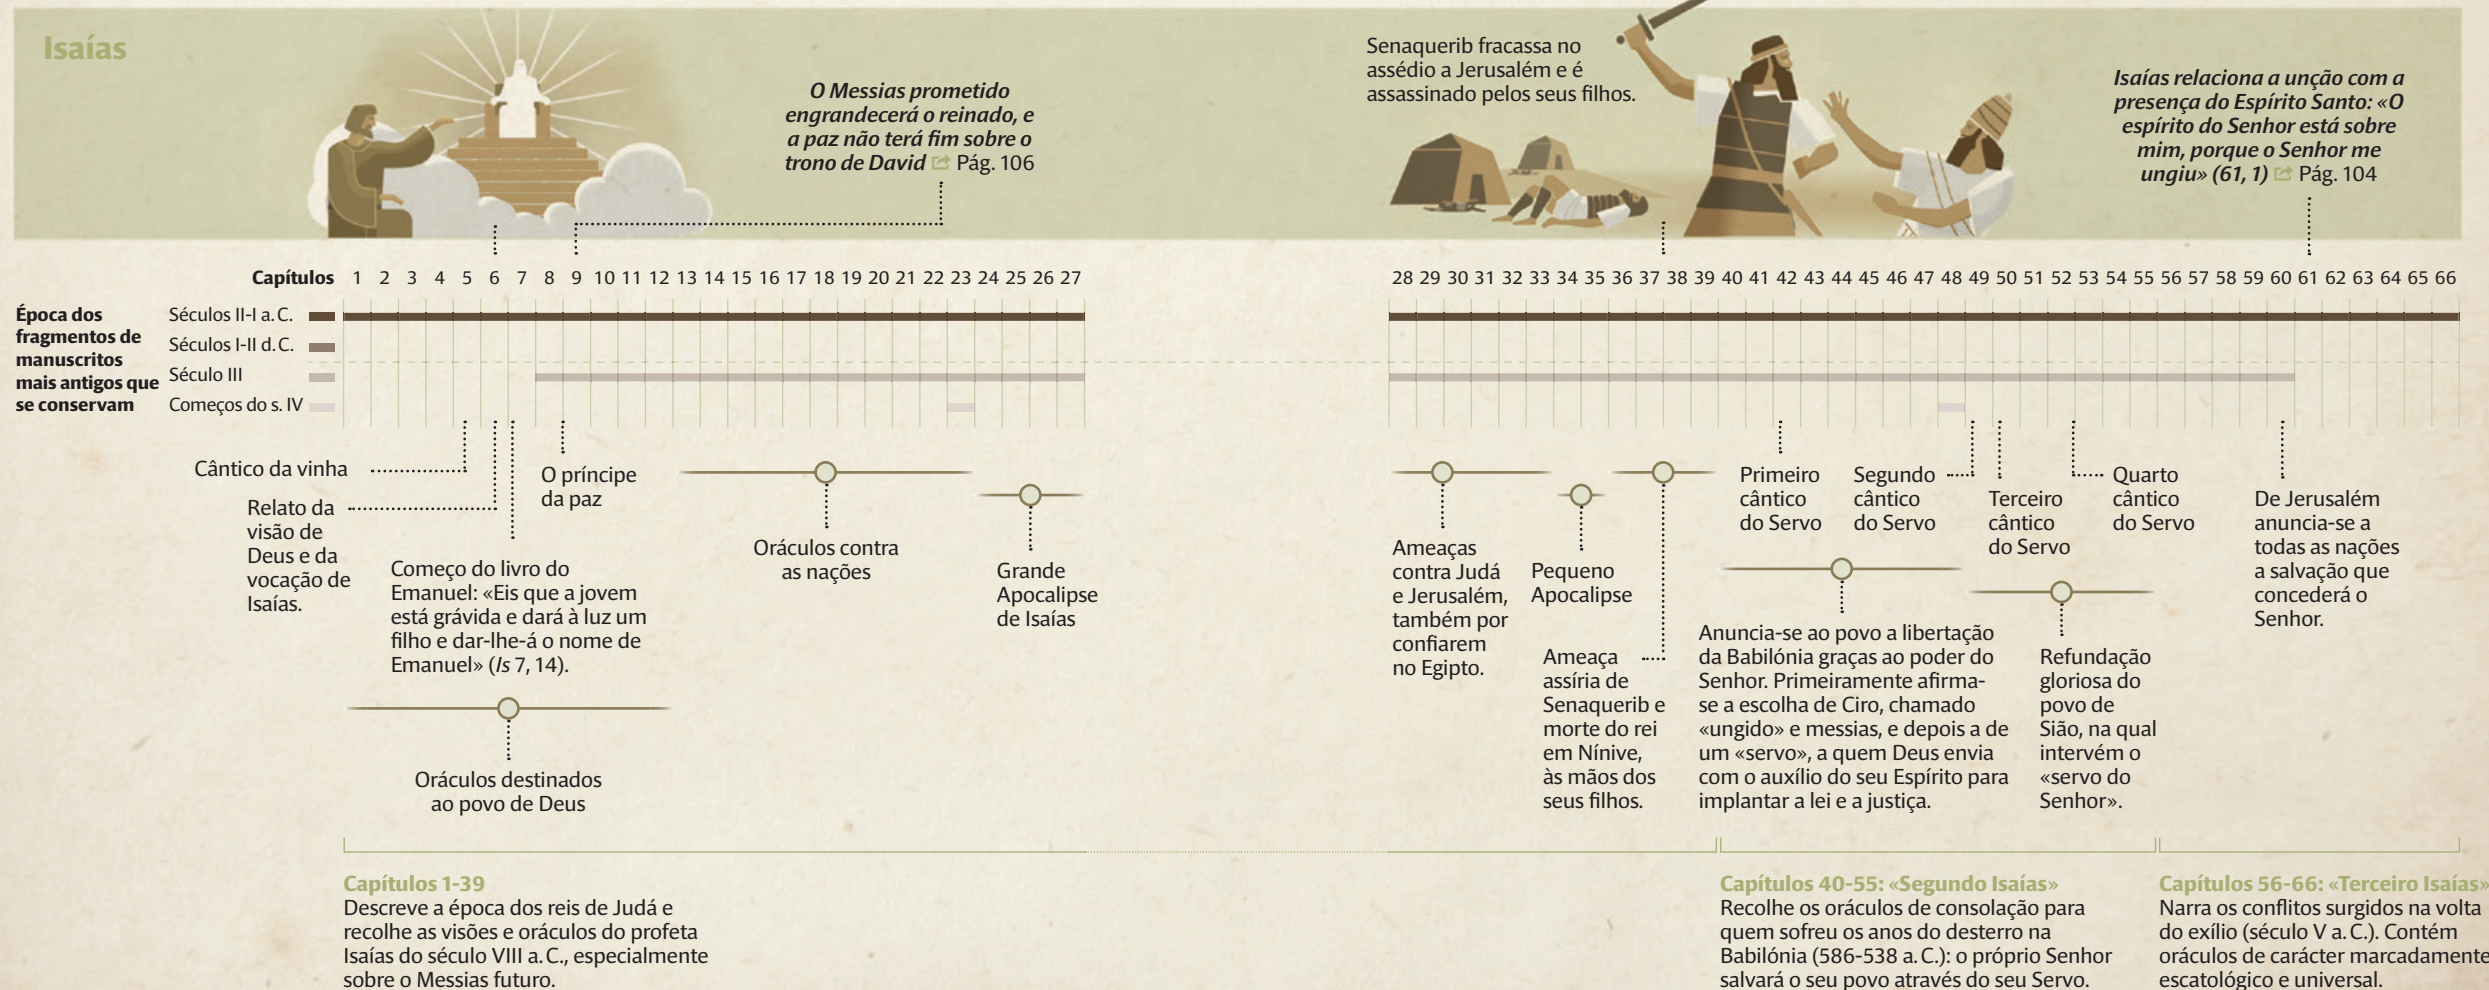 Isaías
O Messias prometido
engrandecerá o reinado, e
a paz não terá fim sobre o
trono de David Pág. 106
Senaquerib fracassa no
assédio a Jerusalém e é
assassinado pelos seus filhos.
Isaías relaciona a unção com a
presença do Espírito Santo: «O
espírito do Senhor está sobre
mim, porque o Senhor me
ungiu» (61, 1) Pág. 104
Capítulos 1 2 3 4 5 6 7 8 9 10 11 12 13 14 15 16 17 18 19 20 21 22 23 24 25 26 27 28 29 30 31 32 33 34 35 36 37 38 39 40 41 42 43 44 45 46 47 48 49 50 51 52 53 54 55 56 57 58 59 60 61 62 63 64 65 66
Época dos
fragmentos de
manuscritos
mais antigos que
se conservam
Séculos II-I a. C.
Séculos I-II d. C.
Século III
Começos do s. IV
Cântico da vinha
Relato da
visão de
Deus e da
vocação de
Isaías.
Começo do livro do
Emanuel: «Eis que a jovem
está grávida e dará à luz um
filho e dar-lhe-á o nome de
Emanuel» (Is 7, 14).
O príncipe
da paz
Oráculos destinados
ao povo de Deus
Oráculos contra
as nações
Grande
Apocalipse
de Isaías
Ameaças
contra Judá
e Jerusalém,
também por
confiarem
no Egipto.
Pequeno
Apocalipse
Ameaça
assíria de
Senaquerib e
morte do rei
em Nínive,
às mãos dos
seus filhos.
Primeiro
cântico
do Servo
Segundo
cântico
do Servo
Terceiro
cântico
do Servo
Quarto
cântico
do Servo
Anuncia-se ao povo a libertação
da Babilónia graças ao poder do
Senhor. Primeiramente afirma-
se a escolha de Ciro, chamado
«ungido» e messias, e depois a de
um «servo», a quem Deus envia
com o auxílio do seu Espírito para
implantar a lei e a justiça.
Refundação
gloriosa do
povo de
Sião, na qual
intervém o
«servo do
Senhor».
De Jerusalém
anuncia-se a
todas as nações
a salvação que
concederá o
Senhor.
Capítulos 1-39
Descreve a época dos reis de Judá e
recolhe as visões e oráculos do profeta
Isaías do século VIII a. C., especialmente
sobre o Messias futuro.
Capítulos 40-55: «Segundo Isaías»
Recolhe os oráculos de consolação para
quem sofreu os anos do desterro na
Babilónia (586-538 a. C.): o próprio Senhor
salvará o seu povo através do seu Servo.
Capítulos 56-66: «Terceiro Isaías»
Narra os conflitos surgidos na volta
do exílio (século V a. C.). Contém
oráculos de carácter marcadamente
escatológico e universal.